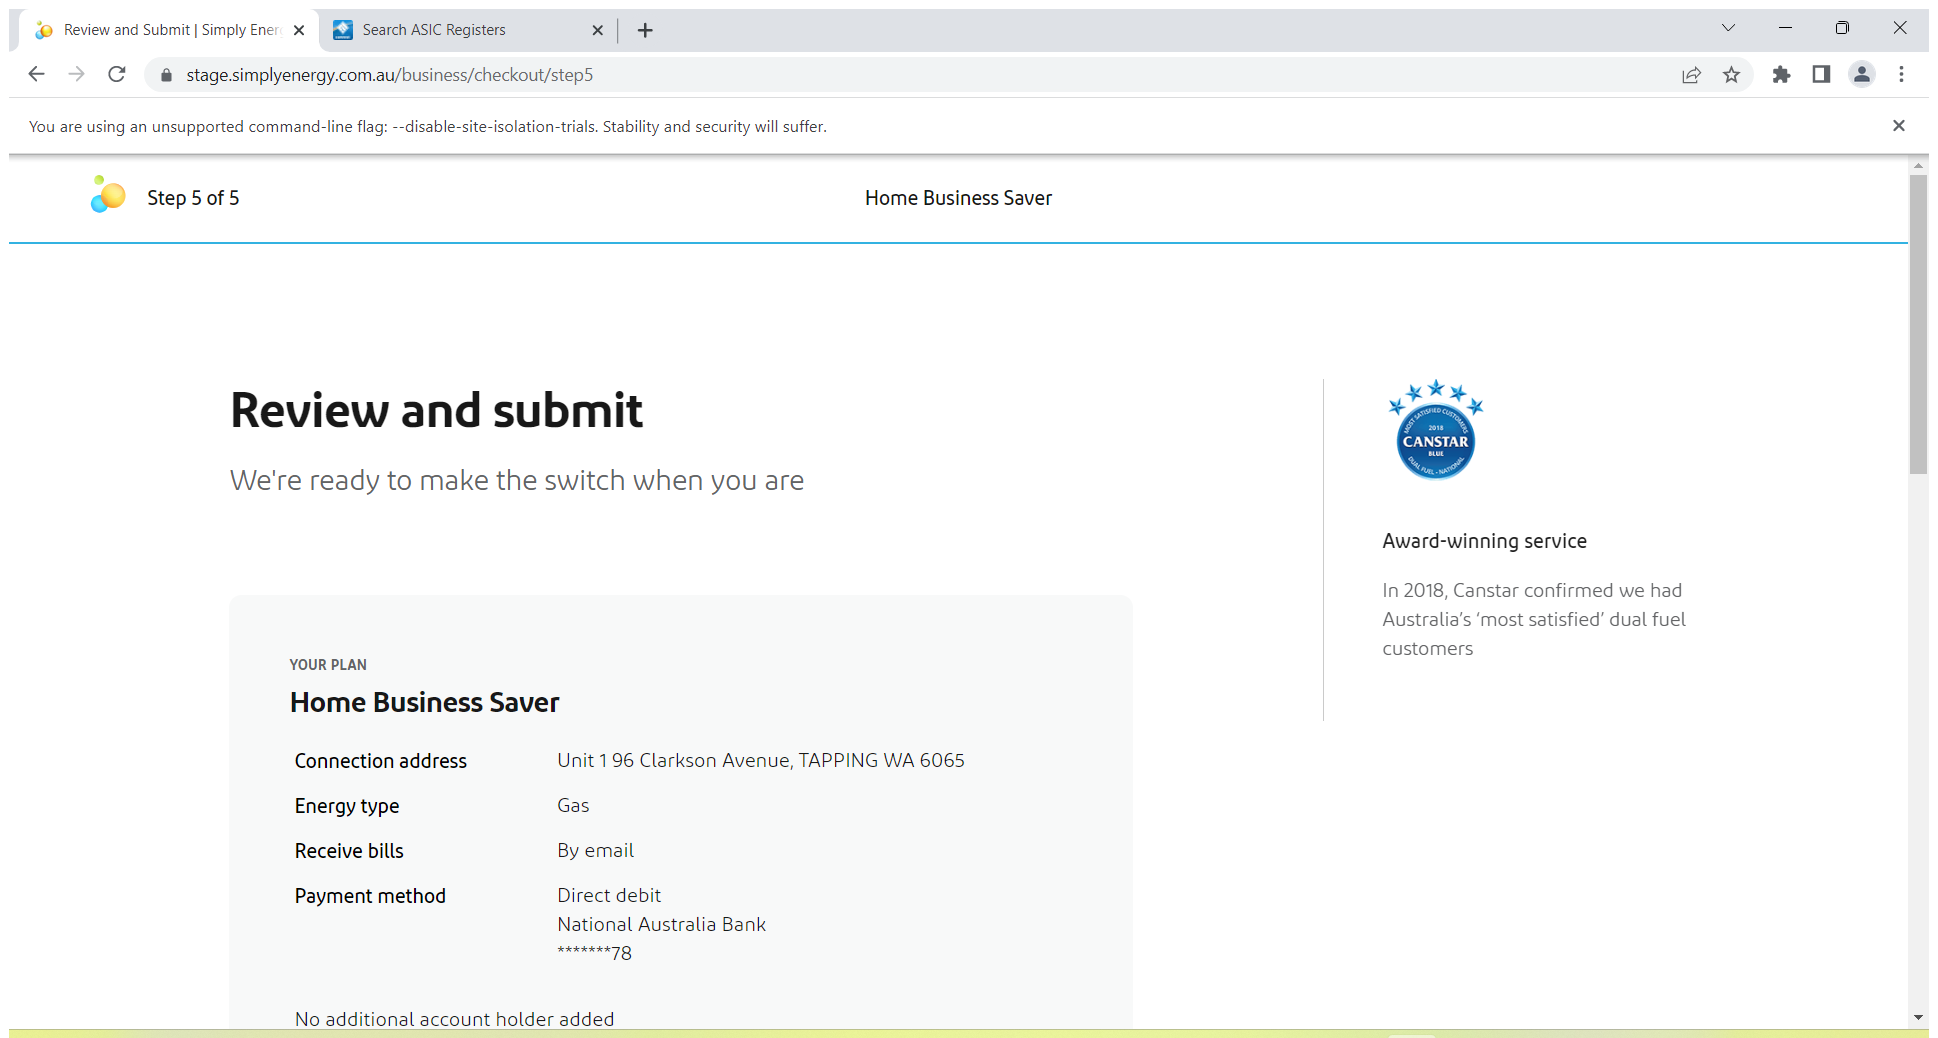 Review and Submit | Simply Ener
Search ASIC Registers
stage.simplyenergy.com.au/business/checkout/step5
You are using an unsupported command-line flag: --disable-site-isolation-trials. Stability and security will suffer.
Step 5 of 5
Home Business Saver
Review and submit
We're ready to make the switch when you are
MOST SATISFIED CUSTOMERS
2018
CANSTAR
BLUE
DUAL FUEL - NATIONAL
Award-winning service
In 2018, Canstar confirmed we had
Australia's ‘most satisfied’ dual fuel
customers
YOUR PLAN
Home Business Saver
Connection address Unit 1 96 Clarkson Avenue, TAPPING WA 6065
Energy type Gas
Receive bills By email
Payment method Direct debit
National Australia Bank
*******78
No additional account holder added